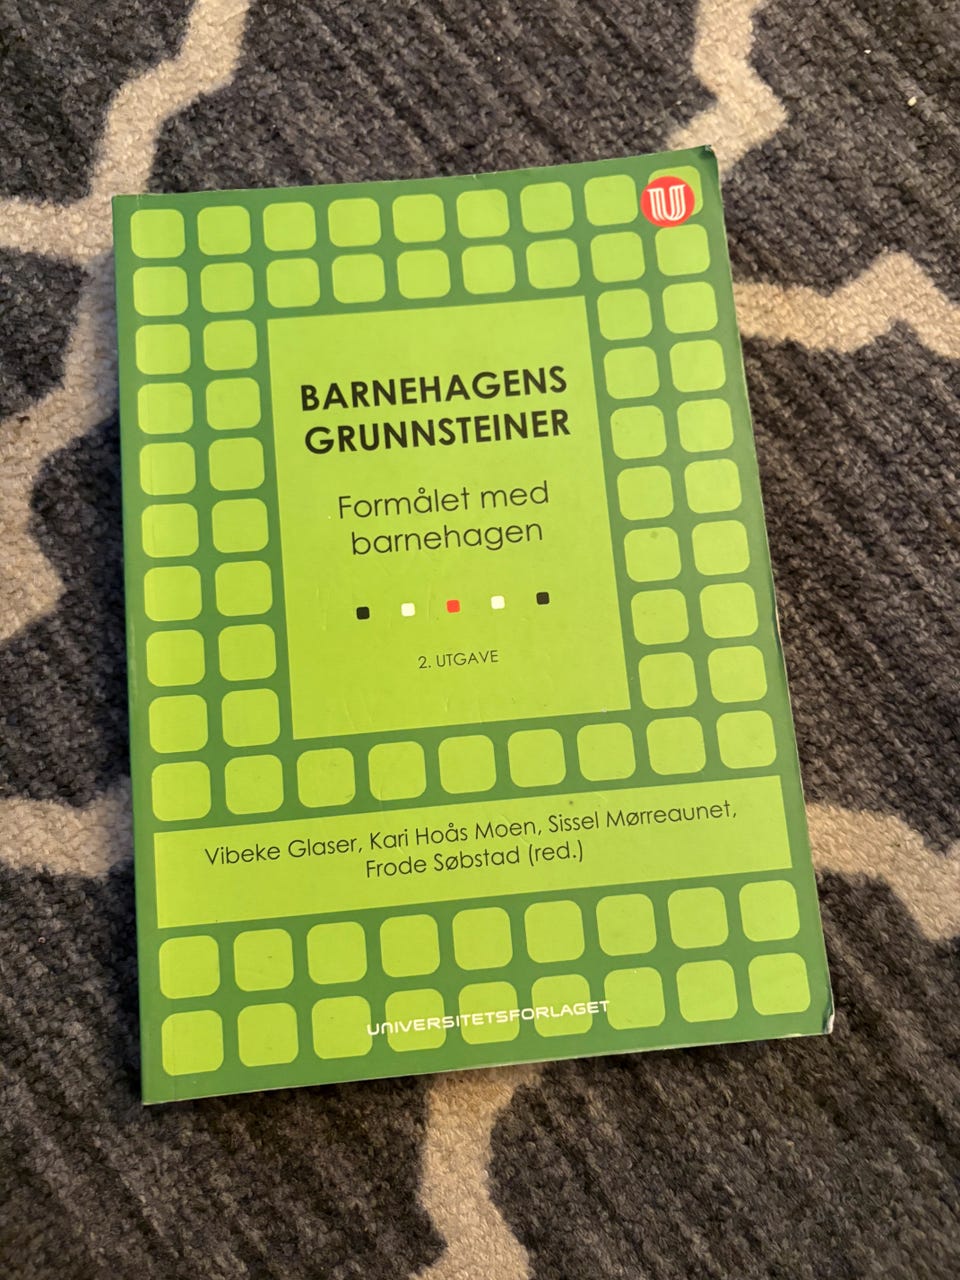 U
BARNEHAGENS
GRUNNSTEINER
Formålet med
barnehagen
2. UTGAVE
Vibeke Glaser, Kari Hoås Moen, Sissel Mørreaunet,
Frode Søbstad (red.)
UNIVERSITETSFORLAGET